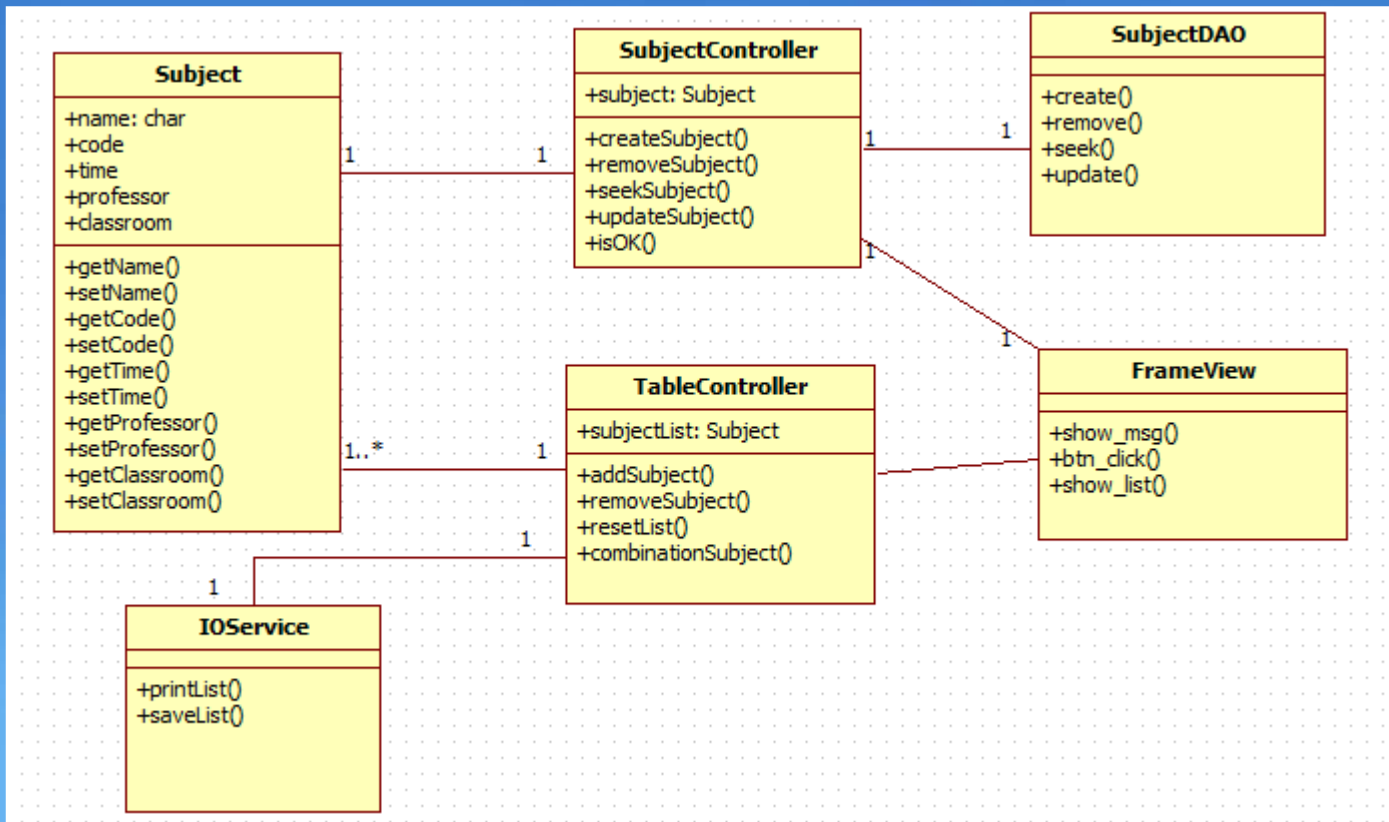 Subject
+name: char
+code
+time
+professor
+classroom
+getName()
+setName()
+getCode()
+setCode()
+getTime()
+setTime()
+getProfessor()
+setProfessor()
+getClassroom()
+setClassroom()
1
1
SubjectController
+subject: Subject
+createSubject()
+removeSubject()
+seekSubject()
+updateSubject()
+isOK()
1
1
SubjectDAO
+create()
+remove()
+seek()
+update()
1
1
1..*
1
TableController
+subjectList: Subject
+addSubject()
+removeSubject()
+resetList()
+combinationSubject()
FrameView
+show_msg()
+btn_click()
+show_list()
1
1
IOService
+printList()
+saveList()